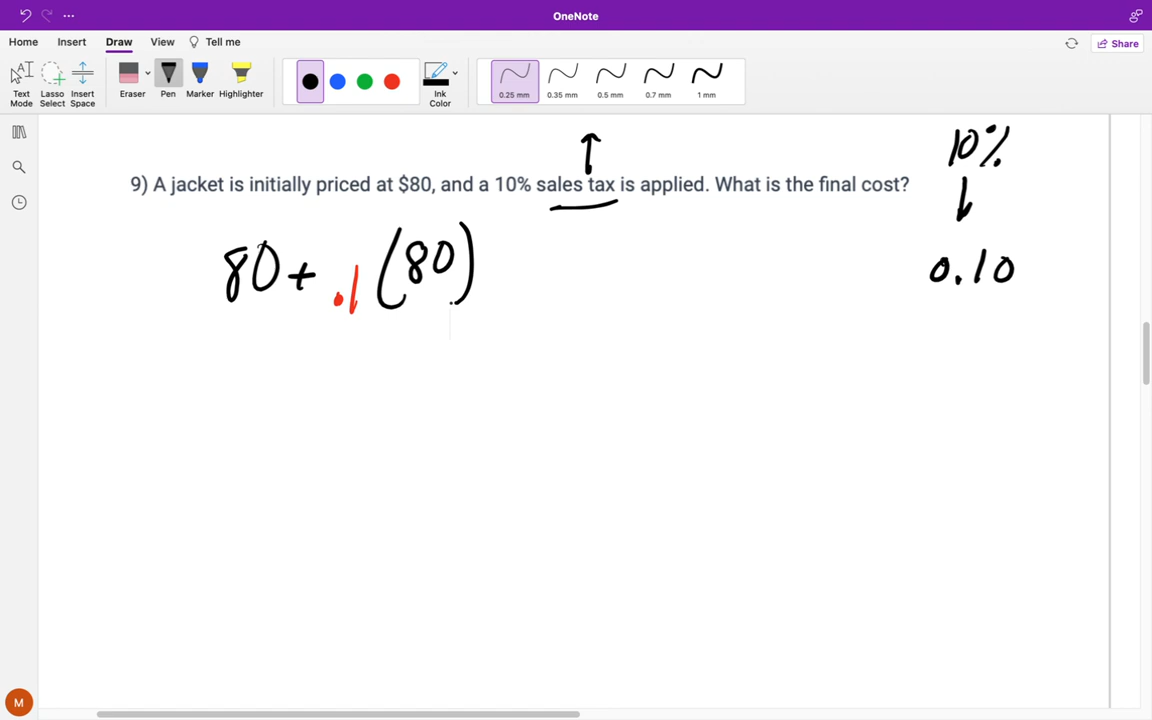 OneNote
Home Insert Draw View Tell me
Share
Text Mode
Lasso Select
Insert Space
Eraser
Pen
Marker
Highlighter
Ink Color
0.25 mm
0.35 mm
0.5 mm
0.7 mm
1 mm
10%
9) A jacket is initially priced at $80, and a 10% sales tax is applied. What is the final cost?
80 + .1 (80)
0.10
M